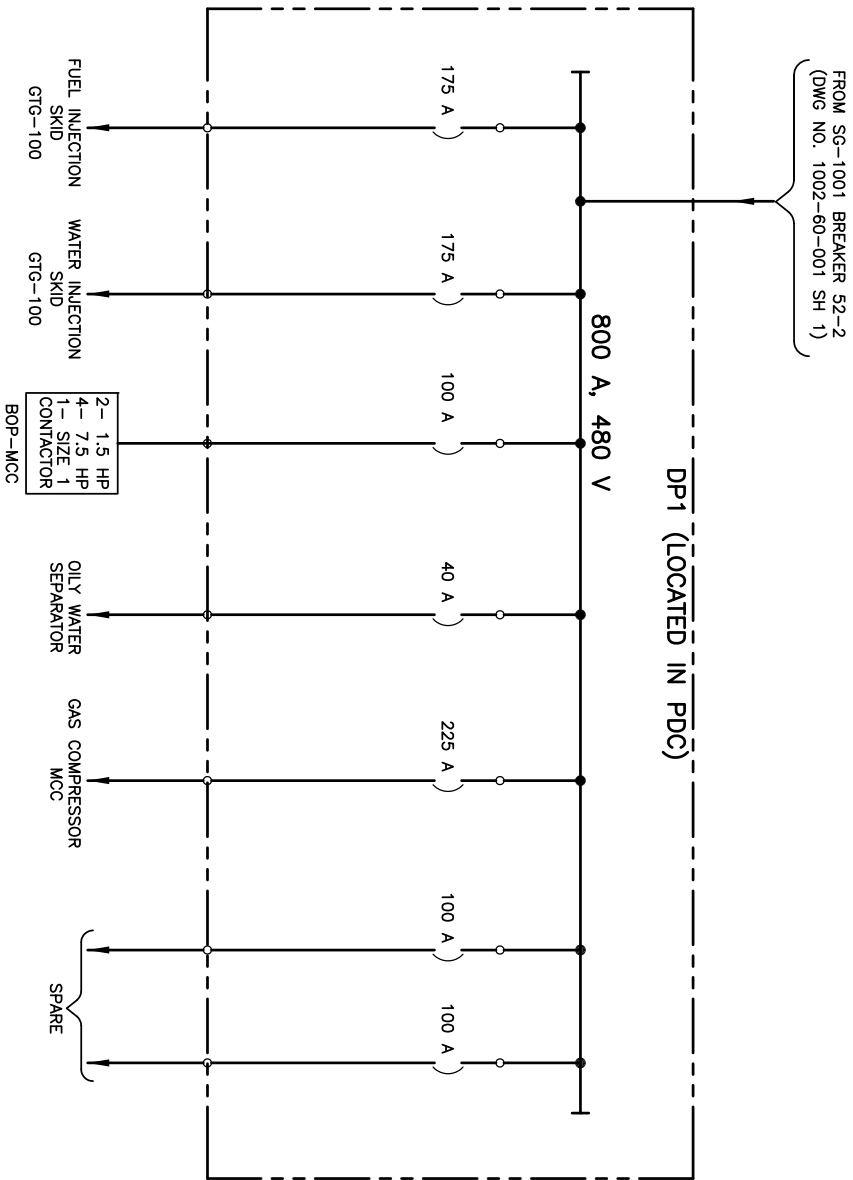 FROM SG-1001 BREAKER 52-2
(DWG NO. 1002-60-001 SH 1)
DP1 (LOCATED IN PDC)
800 A, 480 V
175 A
175 A
100 A
40 A
225 A
100 A
100 A
FUEL INJECTION
SKID
GTG-100
WATER INJECTION
SKID
GTG-100
2- 1.5 HP
4- 7.5 HP
1- SIZE 1
CONTACTOR
BOP-MCC
OILY WATER
SEPARATOR
GAS COMPRESSOR
MCC
SPARE